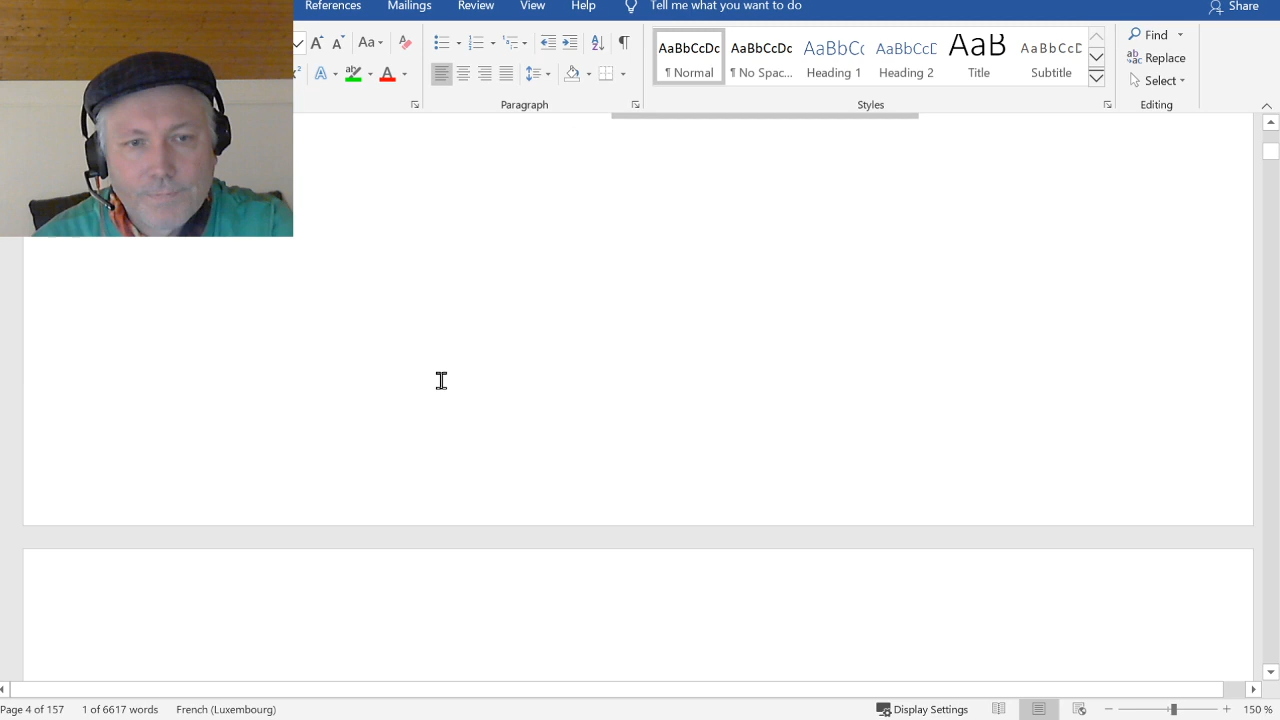 References Mailings Review View Help Tell me what you want to do Share
Aa
AaBbCcDc AaBbCcDc AaBbCc AaBbCcD AaB AaBbCcD
¶ Normal ¶ No Spac... Heading 1 Heading 2 Title Subtitle
Find
Replace
Select
Paragraph Styles Editing
Page 4 of 157 1 of 6617 words French (Luxembourg) Display Settings 150 %